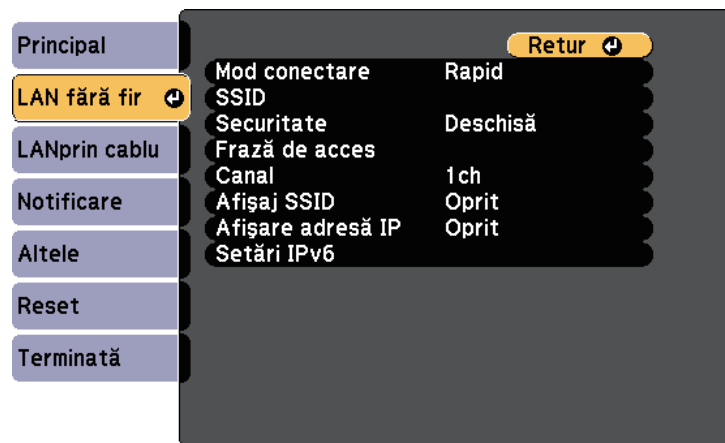 Principal
LAN fără fir
LANprin cablu
Notificare
Altele
Reset
Terminată
Retur
Mod conectare Rapid
SSID
Securitate Deschisă
Frază de acces
Canal 1ch
Afişaj SSID Oprit
Afişare adresă IP Oprit
Setări IPv6